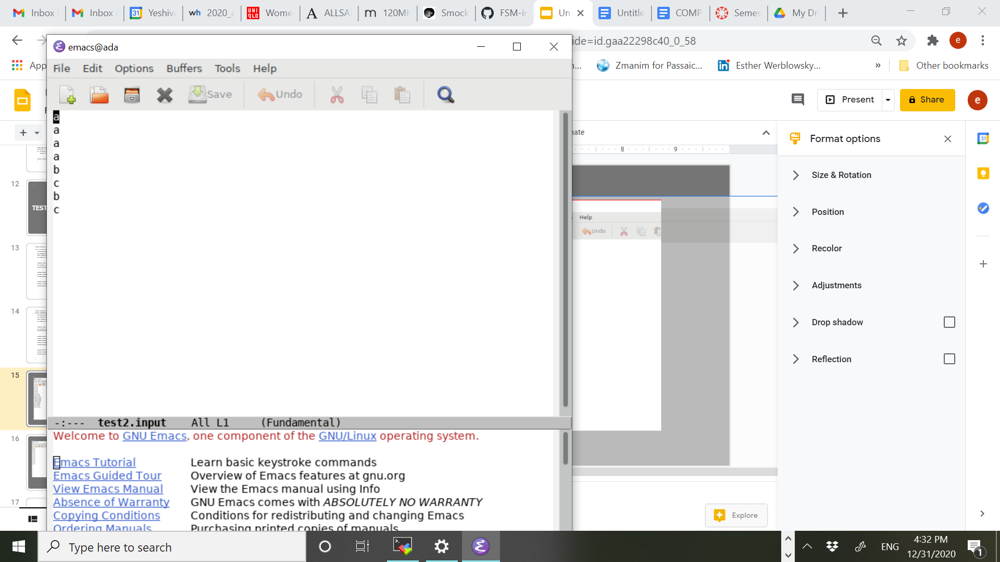 Inbox
Inbox
Yeshiva
2020_a
Wome
ALLSA
120MH
Smock
FSM-in
Un
Untitle
COMP
Semes
My Dr
ide=id.gaa22298c40_0_58
e
emacs@ada
App
Zmanim for Passaic...
Esther Werblowsky...
»
Other bookmarks
File Edit Options Buffers Tools Help
Save
Undo
Present
Share
e
a
a
a
a
b
c
b
c
8
9
Format options
Size & Rotation
Position
Recolor
Adjustments
Drop shadow
Reflection
Help
Undo
12
TEST
13
14
15
16
17
-:--- test2.input All L1 (Fundamental)
Welcome to GNU Emacs, one component of the GNU/Linux operating system.
Emacs Tutorial Learn basic keystroke commands
Emacs Guided Tour Overview of Emacs features at gnu.org
View Emacs Manual View the Emacs manual using Info
Absence of Warranty GNU Emacs comes with ABSOLUTELY NO WARRANTY
Copying Conditions Conditions for redistributing and changing Emacs
Ordering Manuals Purchasing printed copies of manuals
Explore
Type here to search
ENG
4:32 PM
12/31/2020
1